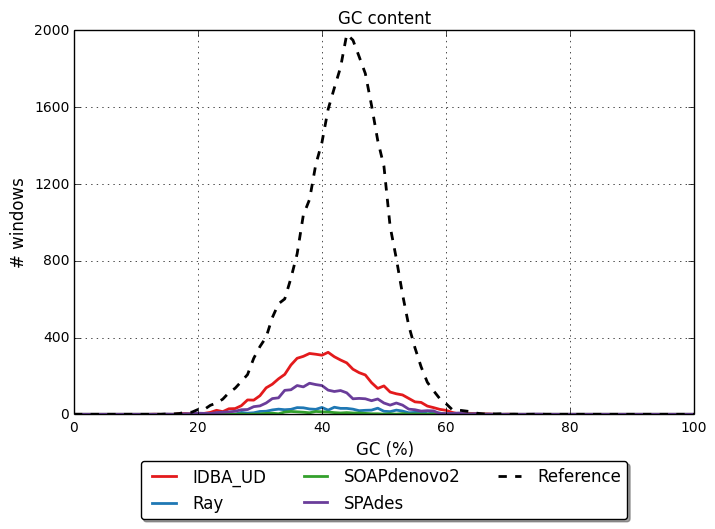 GC content
2000
1600
1200
800
400
0
# windows
0 20 40 60 80 100
GC (%)
IDBA_UD SOAPdenovo2 Reference
Ray SPAdes